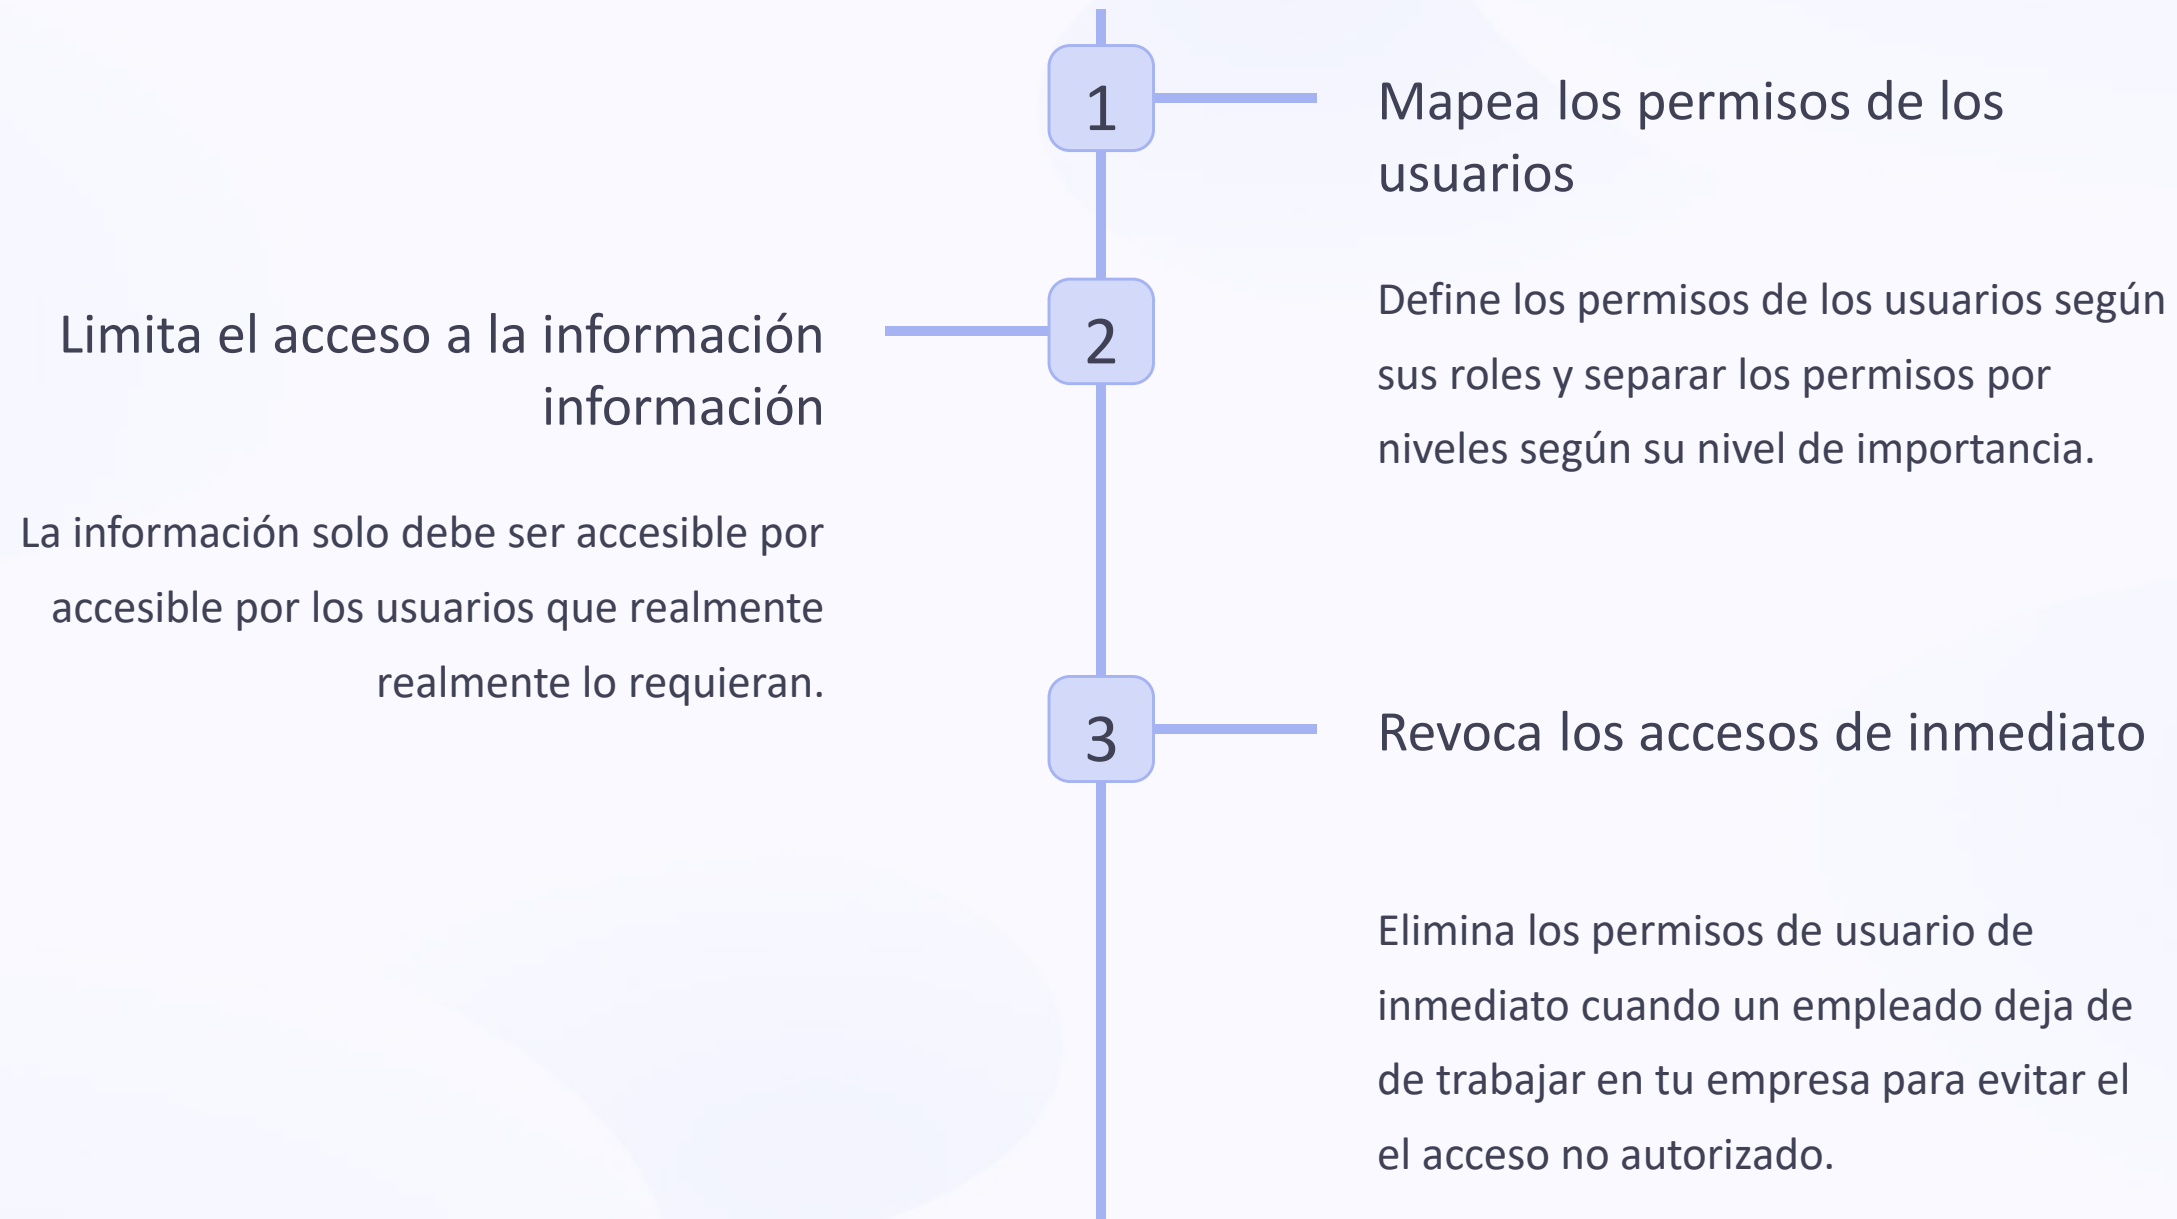 1
Mapea los permisos de los
usuarios
Define los permisos de los usuarios según
sus roles y separar los permisos por
niveles según su nivel de importancia.
2
Limita el acceso a la información
información
La información solo debe ser accesible por
accesible por los usuarios que realmente
realmente lo requieran.
3
Revoca los accesos de inmediato
Elimina los permisos de usuario de
inmediato cuando un empleado deja de
de trabajar en tu empresa para evitar el
el acceso no autorizado.